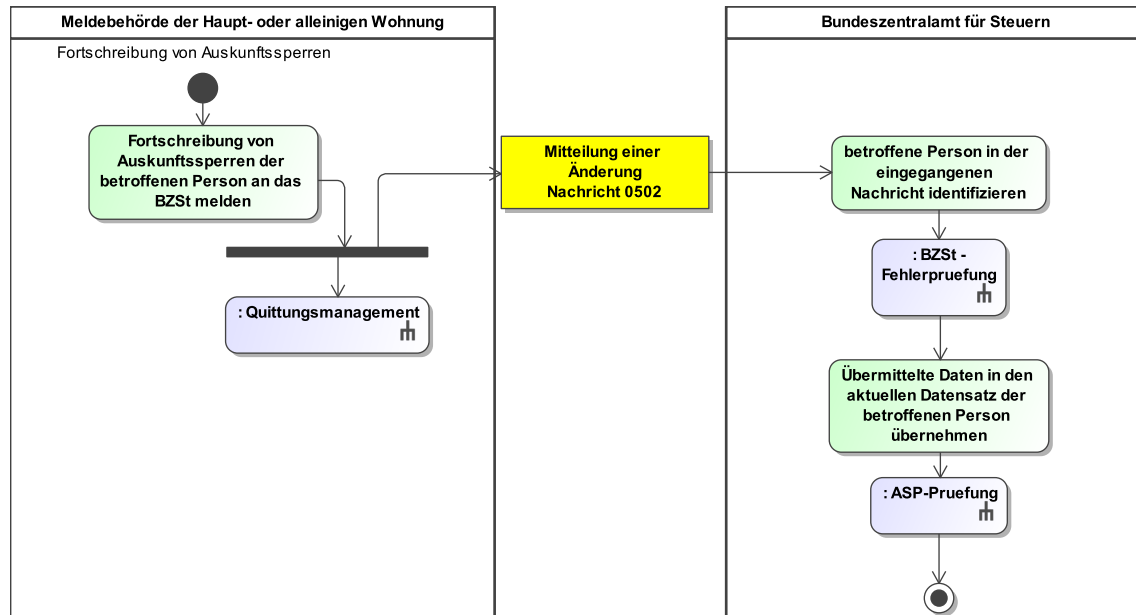 Meldebehörde der Haupt- oder alleinigen Wohnung
Fortschreibung von Auskunftssperren
Fortschreibung von
Auskunftssperren der
betroffenen Person an das
BZSt melden
: Quittungsmanagement
Mitteilung einer
Änderung
Nachricht 0502
Bundeszentralamt für Steuern
betroffene Person in der
eingegangenen
Nachricht identifizieren
: BZSt -
Fehlerpruefung
Übermittelte Daten in den
aktuellen Datensatz der
betroffenen Person
übernehmen
: ASP-Pruefung